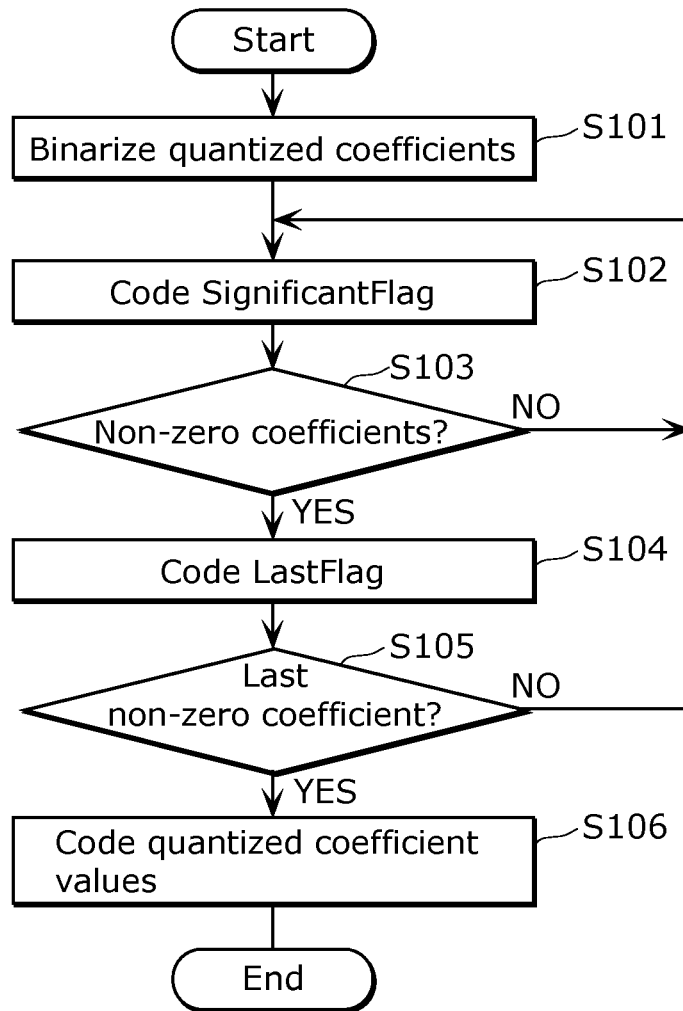 Start
Binarize quantized coefficients
S101
Code SignificantFlag
S102
S103
Non-zero coefficients?
NO
YES
Code LastFlag
S104
S105
Last
non-zero coefficient?
NO
YES
Code quantized coefficient
values
S106
End